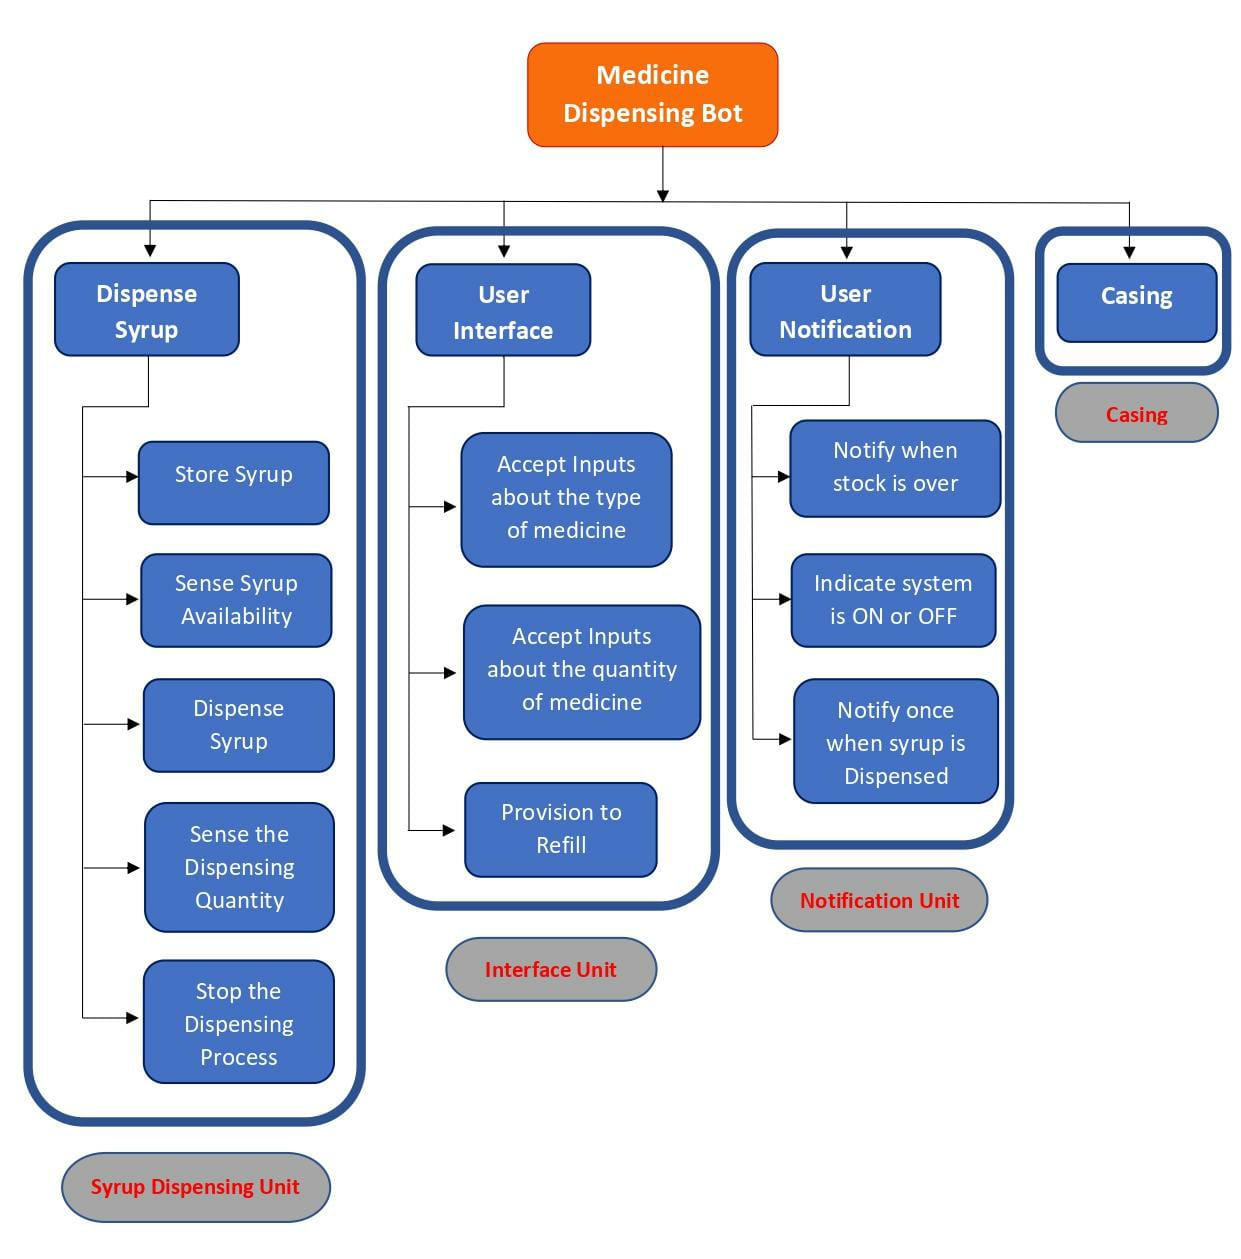 Medicine
Dispensing Bot
Dispense
Syrup
Store Syrup
Sense Syrup
Availability
Dispense
Syrup
Sense the
Dispensing
Quantity
Stop the
Dispensing
Process
Syrup Dispensing Unit
User
Interface
Accept Inputs
about the type
of medicine
Accept Inputs
about the quantity
of medicine
Provision to
Refill
Interface Unit
User
Notification
Notify when
stock is over
Indicate system
is ON or OFF
Notify once
when syrup is
Dispensed
Notification Unit
Casing
Casing